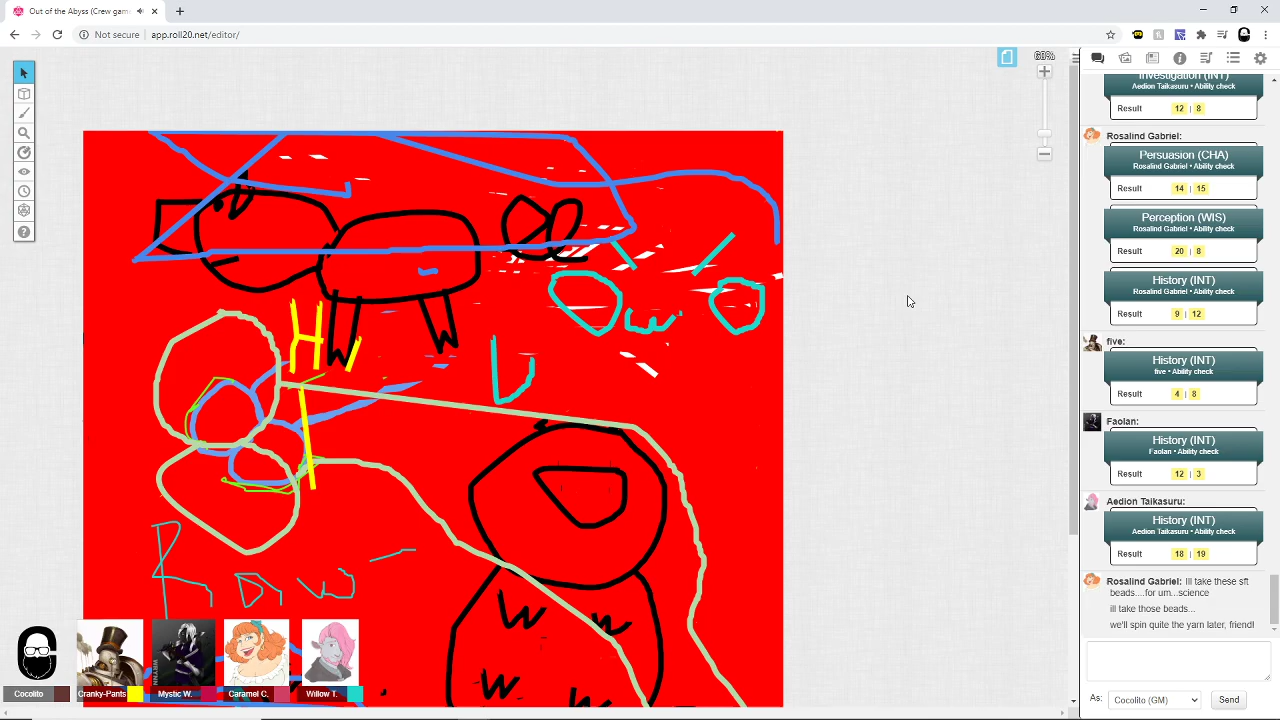 Out of the Abyss (Crew gam
Not secure | app.roll20.net/editor/
60%
Investigation (INT)
Aedion Taikasuru • Ability check
Result 12 | 8
Rosalind Gabriel:
Persuasion (CHA)
Rosalind Gabriel • Ability check
Result 14 | 15
Perception (WIS)
Rosalind Gabriel • Ability check
Result 20 | 8
History (INT)
Rosalind Gabriel • Ability check
Result 9 | 12
five:
History (INT)
five • Ability check
Result 4 | 8
Faolan:
History (INT)
Faolan • Ability check
Result 12 | 3
Aedion Taikasuru:
History (INT)
Aedion Taikasuru • Ability check
Result 18 | 19
Rosalind Gabriel: Ill take these sft
beads....for um...science
ill take those beads...
we'll spin quite the yarn later, friend!
As: Cocolito (GM) Send
H i
U
w
W W
W W
Cocolito
Cranky-Pants
Mystic W.
Caramel C.
Willow T.